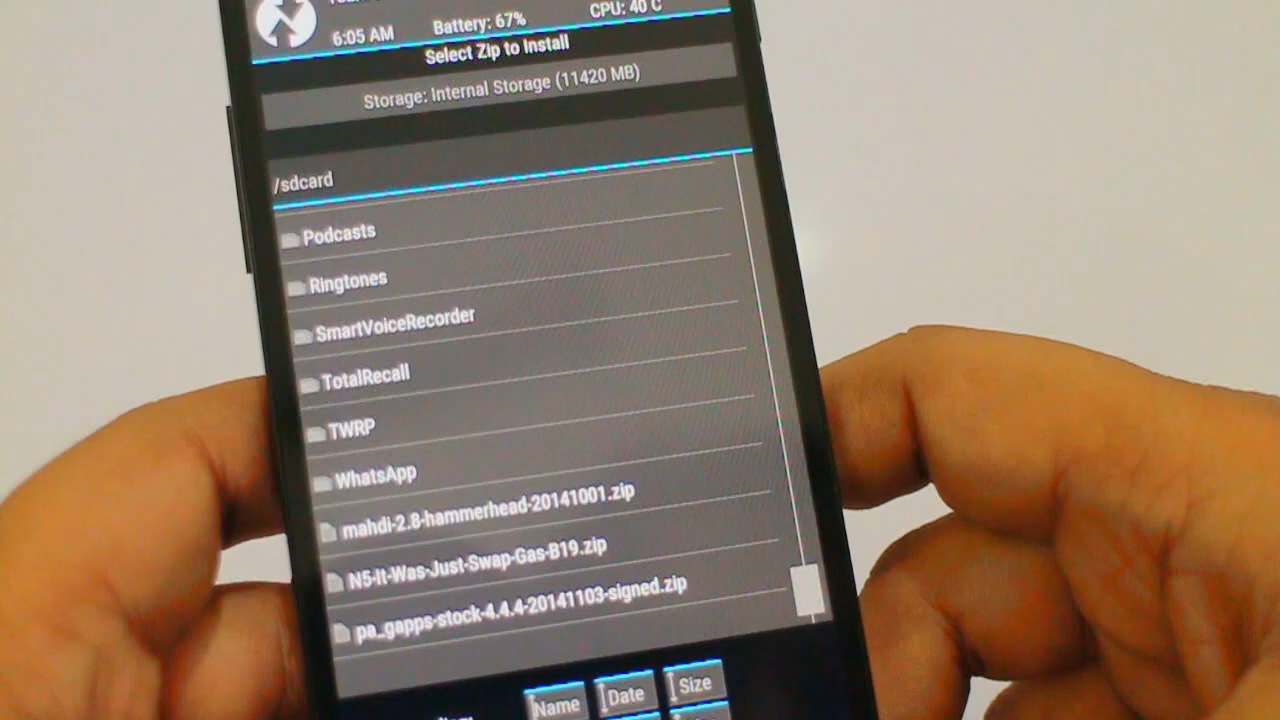 6:05 AM Battery: 67% CPU: 40 C
Select Zip to Install
Storage: Internal Storage (11420 MB)
/sdcard
Podcasts
Ringtones
SmartVoiceRecorder
TotalRecall
TWRP
WhatsApp
mahdi-2.8-hammerhead-20141001.zip
N5-It-Was-Just-Swap-Gas-B19.zip
pa_gapps-stock-4.4.4-20141103-signed.zip
Name Date Size